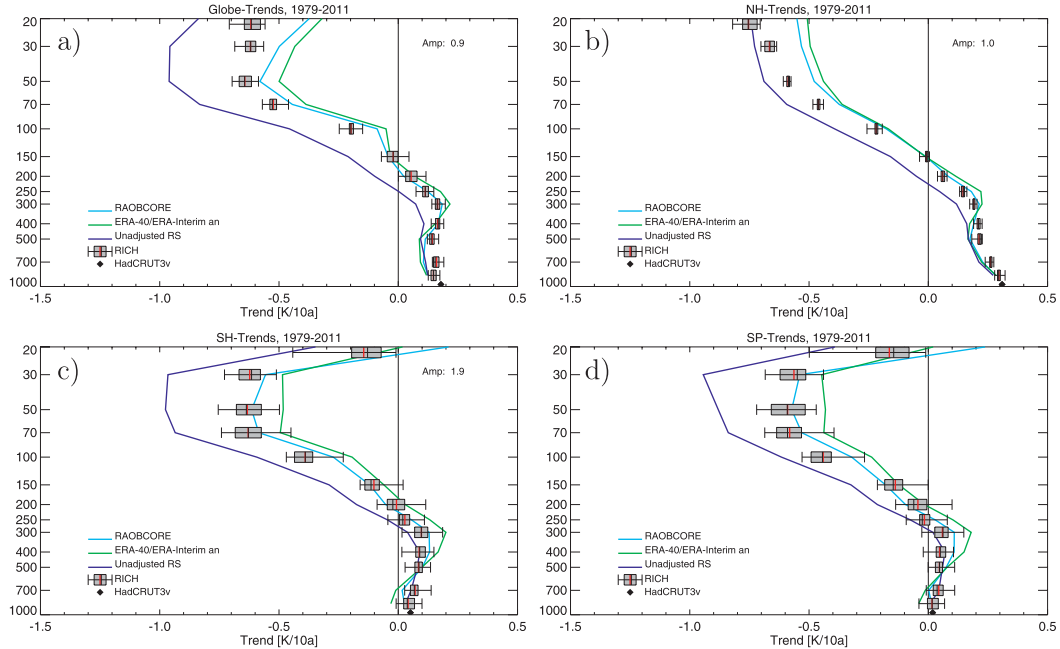 Globe-Trends, 1979-2011
a)
Amp: 0.9
20
30
50
70
100
150
200
250
300
400
500
700
1000
RAOBCORE
ERA-40/ERA-Interim an
Unadjusted RS
RICH
HadCRUT3v
-1.5 -1.0 -0.5 0.0 0.5
Trend [K/10a]
NH-Trends, 1979-2011
b)
Amp: 1.0
20
30
50
70
100
150
200
250
300
400
500
700
1000
RAOBCORE
ERA-40/ERA-Interim an
Unadjusted RS
RICH
HadCRUT3v
-1.5 -1.0 -0.5 0.0 0.5
Trend [K/10a]
SH-Trends, 1979-2011
c)
Amp: 1.9
20
30
50
70
100
150
200
250
300
400
500
700
1000
RAOBCORE
ERA-40/ERA-Interim an
Unadjusted RS
RICH
HadCRUT3v
-1.5 -1.0 -0.5 0.0 0.5
Trend [K/10a]
SP-Trends, 1979-2011
d)
20
30
50
70
100
150
200
250
300
400
500
700
1000
RAOBCORE
ERA-40/ERA-Interim an
Unadjusted RS
RICH
HadCRUT3v
-1.5 -1.0 -0.5 0.0 0.5
Trend [K/10a]